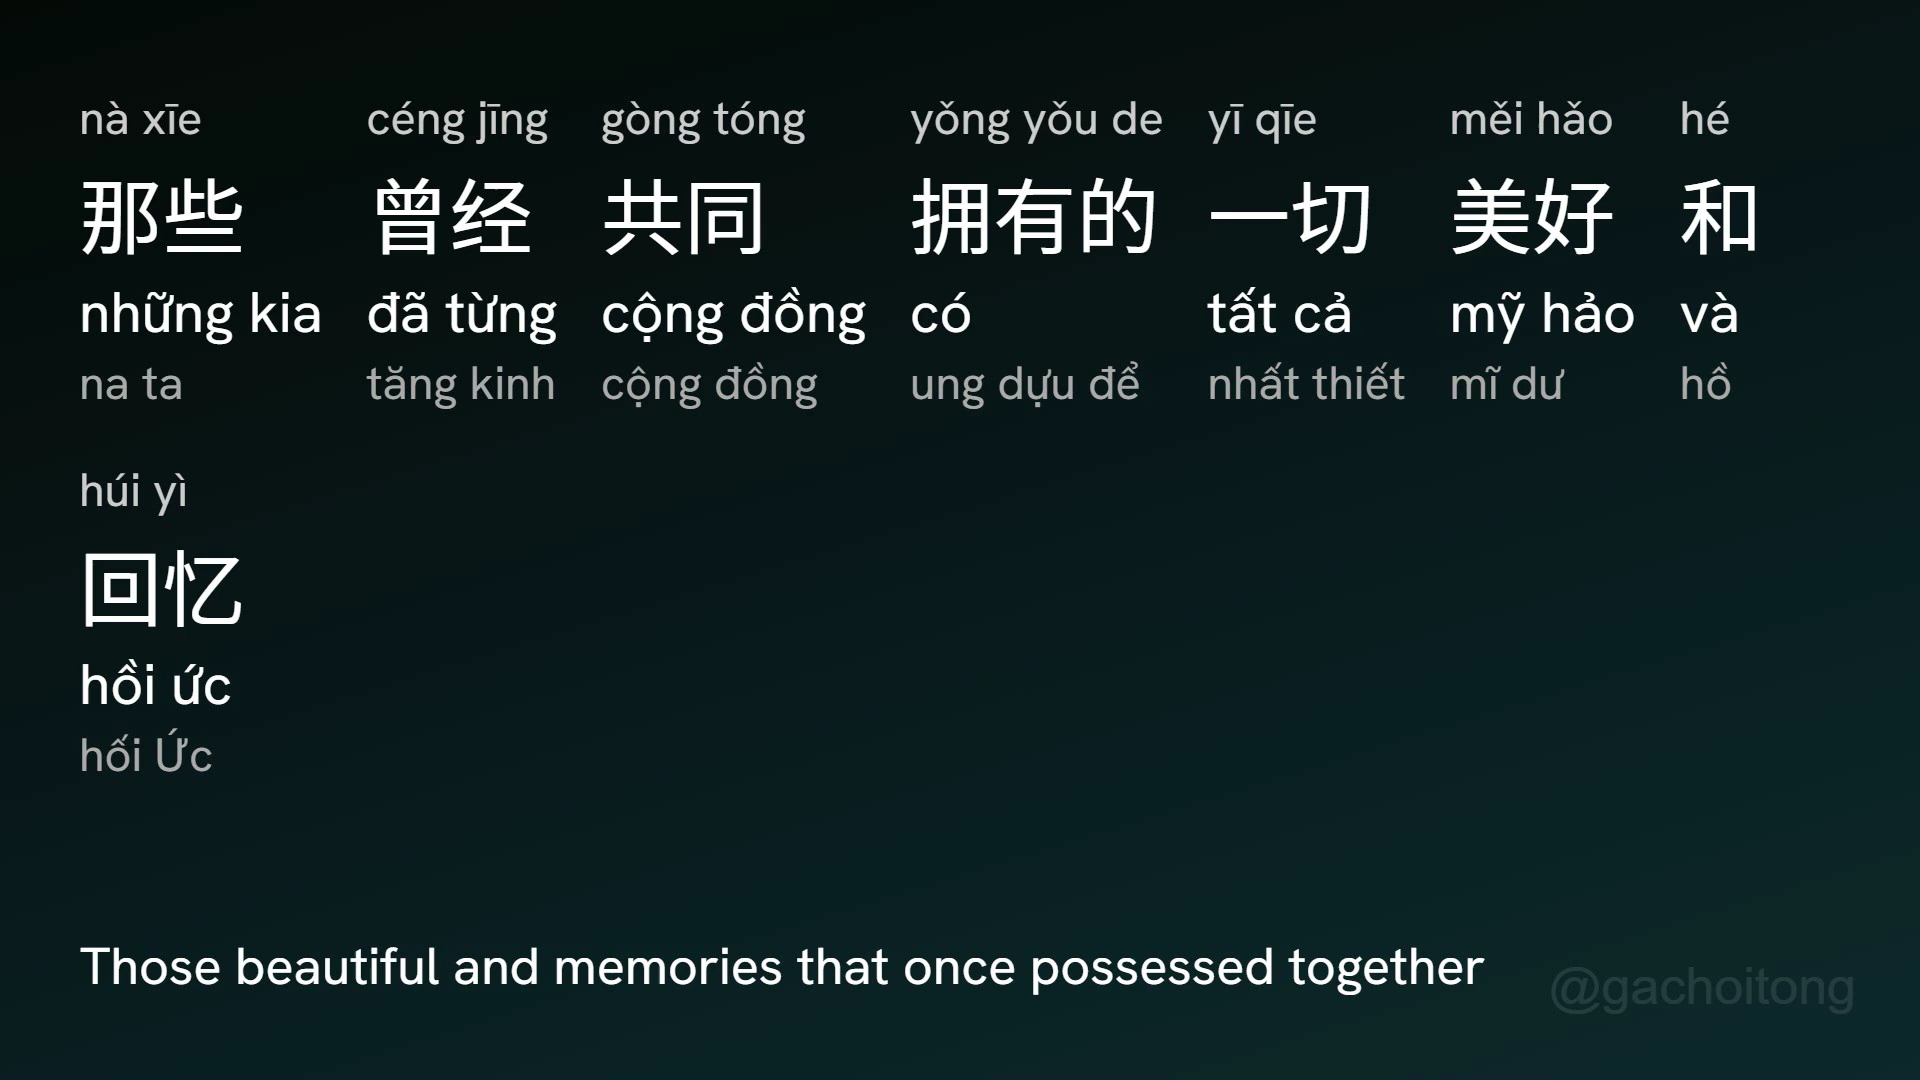 nà xīe céng jīng gòng tóng yǒng yǒu de yī qīe měi hǎo hé
那些 曾经 共同 拥有的 一切 美好 和
những kia đã từng cộng đồng có tất cả mỹ hảo và
na ta tăng kinh cộng đồng ung dựu để nhất thiết mĩ dư hồ
húi yì
回忆
hồi ức
hối Ức
Those beautiful and memories that once possessed together
@gachoitong